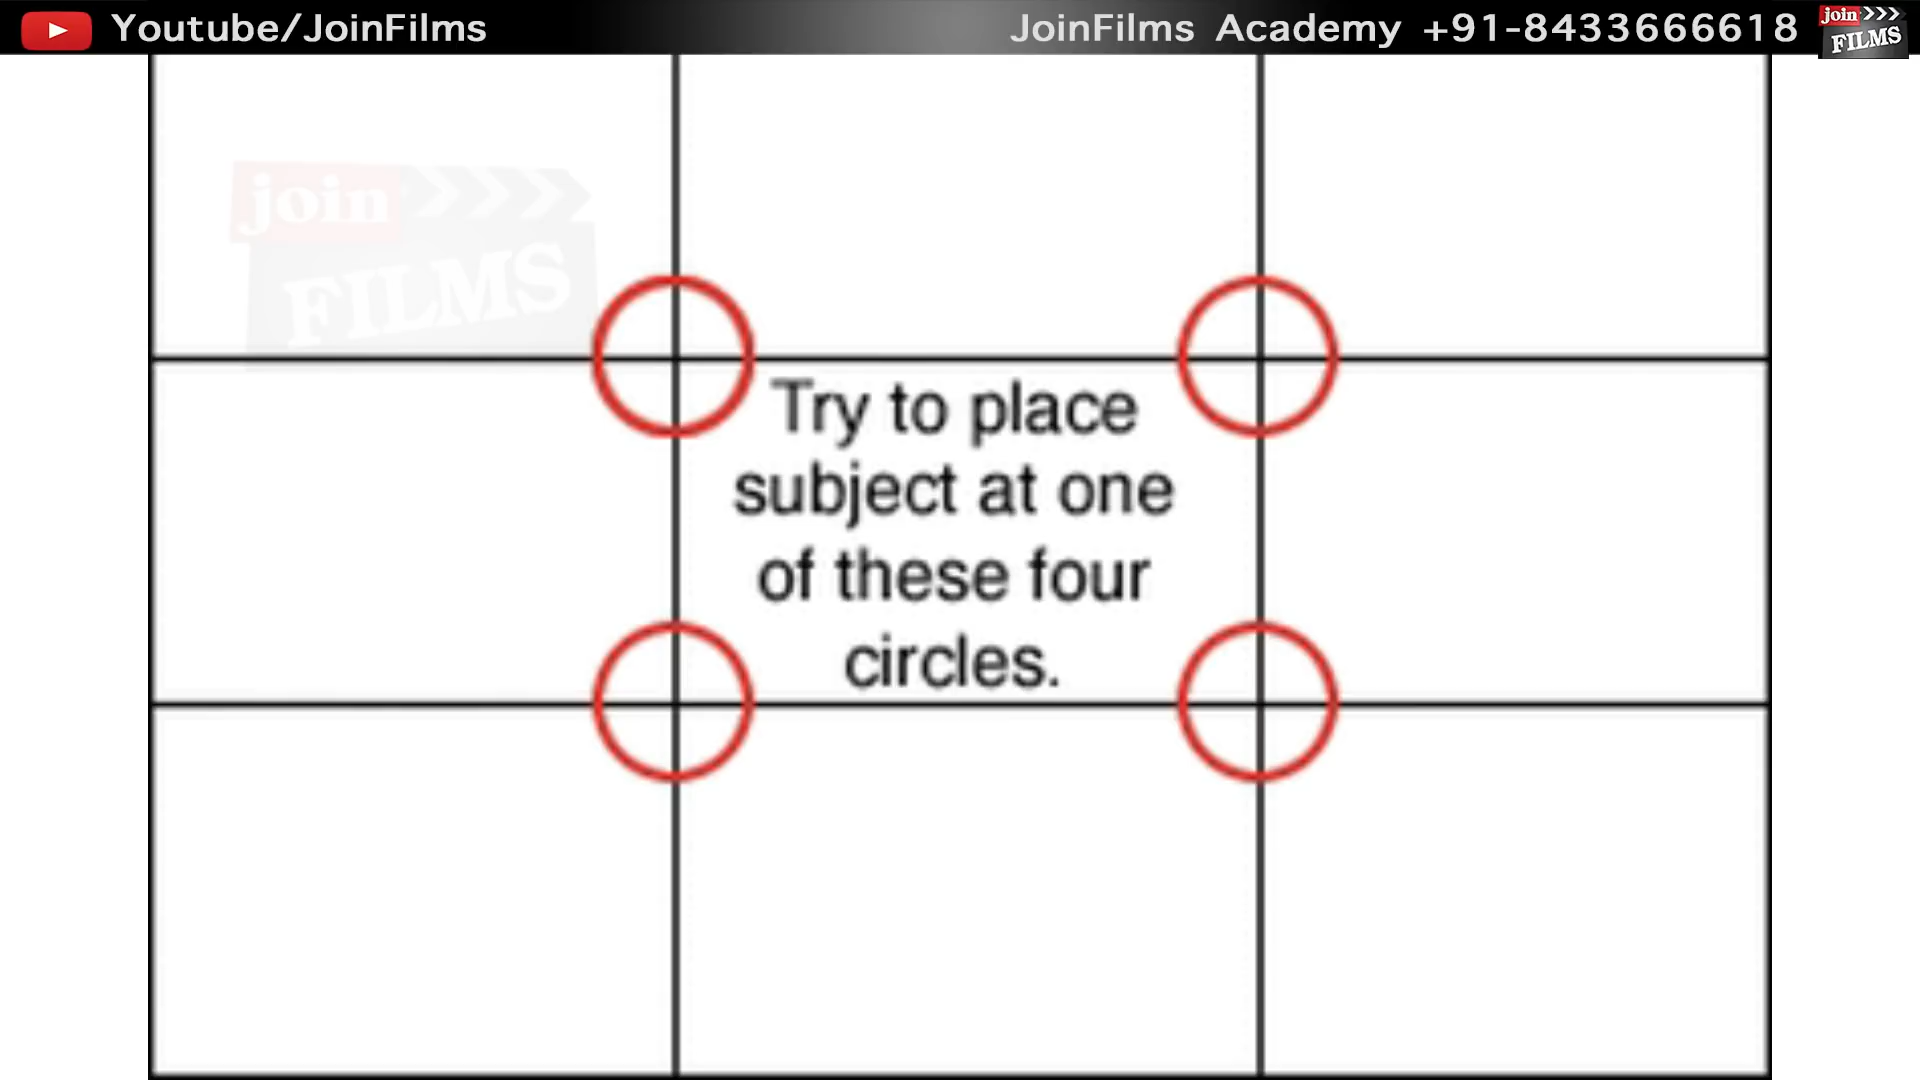 Youtube/JoinFilms
JoinFilms Academy +91-8433666618
join
FILMS
join
FILMS
Try to place
subject at one
of these four
circles.